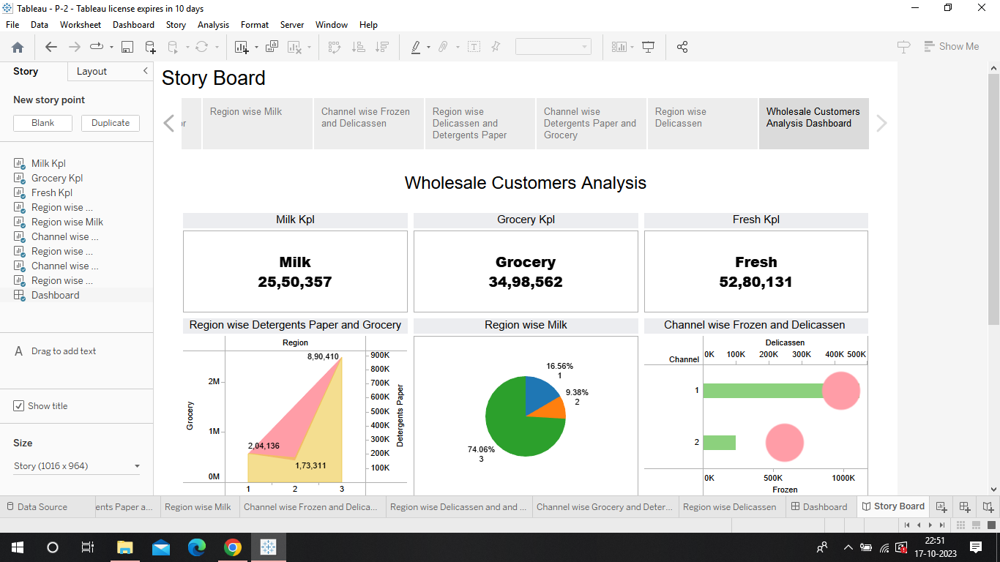 Tableau - P-2 - Tableau license expires in 10 days
File Data Worksheet Dashboard Story Analysis Format Server Window Help
Show Me
Story Layout
New story point
Blank Duplicate
Milk Kpl
Grocery Kpl
Fresh Kpl
Region wise ...
Region wise Milk
Channel wise ...
Region wise ...
Channel wise ...
Region wise ...
Dashboard
A Drag to add text
Show title
Size
Story (1016 x 964)
Story Board
or
Region wise Milk
Channel wise Frozen
and Delicassen
Region wise
Delicassen and
Detergents Paper
Channel wise
Detergents Paper and
Grocery
Region wise
Delicassen
Wholesale Customers
Analysis Dashboard
Wholesale Customers Analysis
Milk Kpl
Milk
25,50,357
Grocery Kpl
Grocery
34,98,562
Fresh Kpl
Fresh
52,80,131
Region wise Detergents Paper and Grocery
Region
8,90,410
2,04,136
1,73,311
Grocery
2M
1M
0M
1 2 3
900K
800K
700K
600K
500K
400K
300K
200K
100K
Detergents Paper
Region wise Milk
16.56%
1
9.38%
2
74.06%
3
Channel wise Frozen and Delicassen
Delicassen
Channel
0K 100K 200K 300K 400K 500K
1
2
0K 500K 1000K
Frozen
Data Source
ents Paper a...
Region wise Milk
Channel wise Frozen and Delica...
Region wise Delicassen and and ...
Channel wise Grocery and Deter...
Region wise Delicassen
Dashboard
Story Board
22:51
17-10-2023